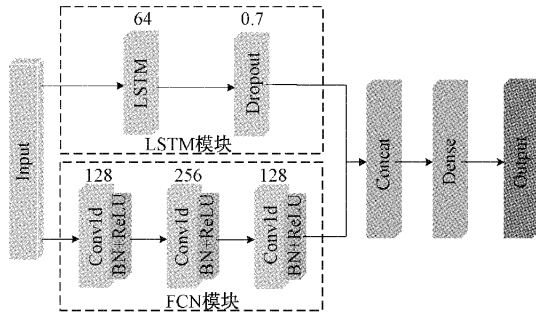 64
0.7
Input
LSTM
Dropout
LSTM模块
128
256
128
Conv1d
BN+ReLU
Conv1d
BN+ReLU
Conv1d
BN+ReLU
FCN模块
Concat
Dense
Output